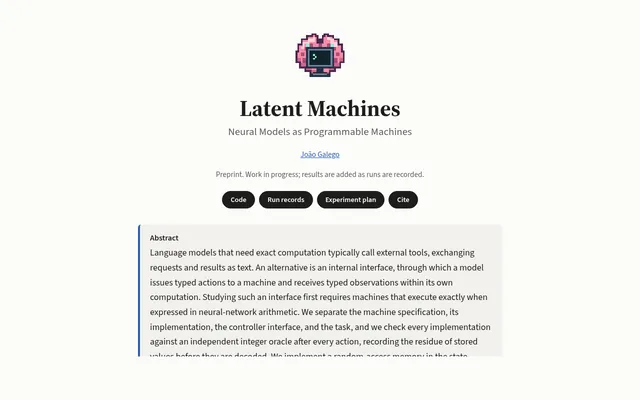 Latent Machines
Neural Models as Programmable Machines
João Galego
Preprint. Work in progress; results are added as runs are recorded.
Code Run records Experiment plan Cite
Abstract
Language models that need exact computation typically call external tools, exchanging
requests and results as text. An alternative is an internal interface, through which a model
issues typed actions to a machine and receives typed observations within its own
computation. Studying such an interface first requires machines that execute exactly when
expressed in neural-network arithmetic. We separate the machine specification, its
implementation, the controller interface, and the task, and we check every implementation
against an independent integer oracle after every action, recording the residue of stored
values before they are decoded. We implement a random-access memory in the state